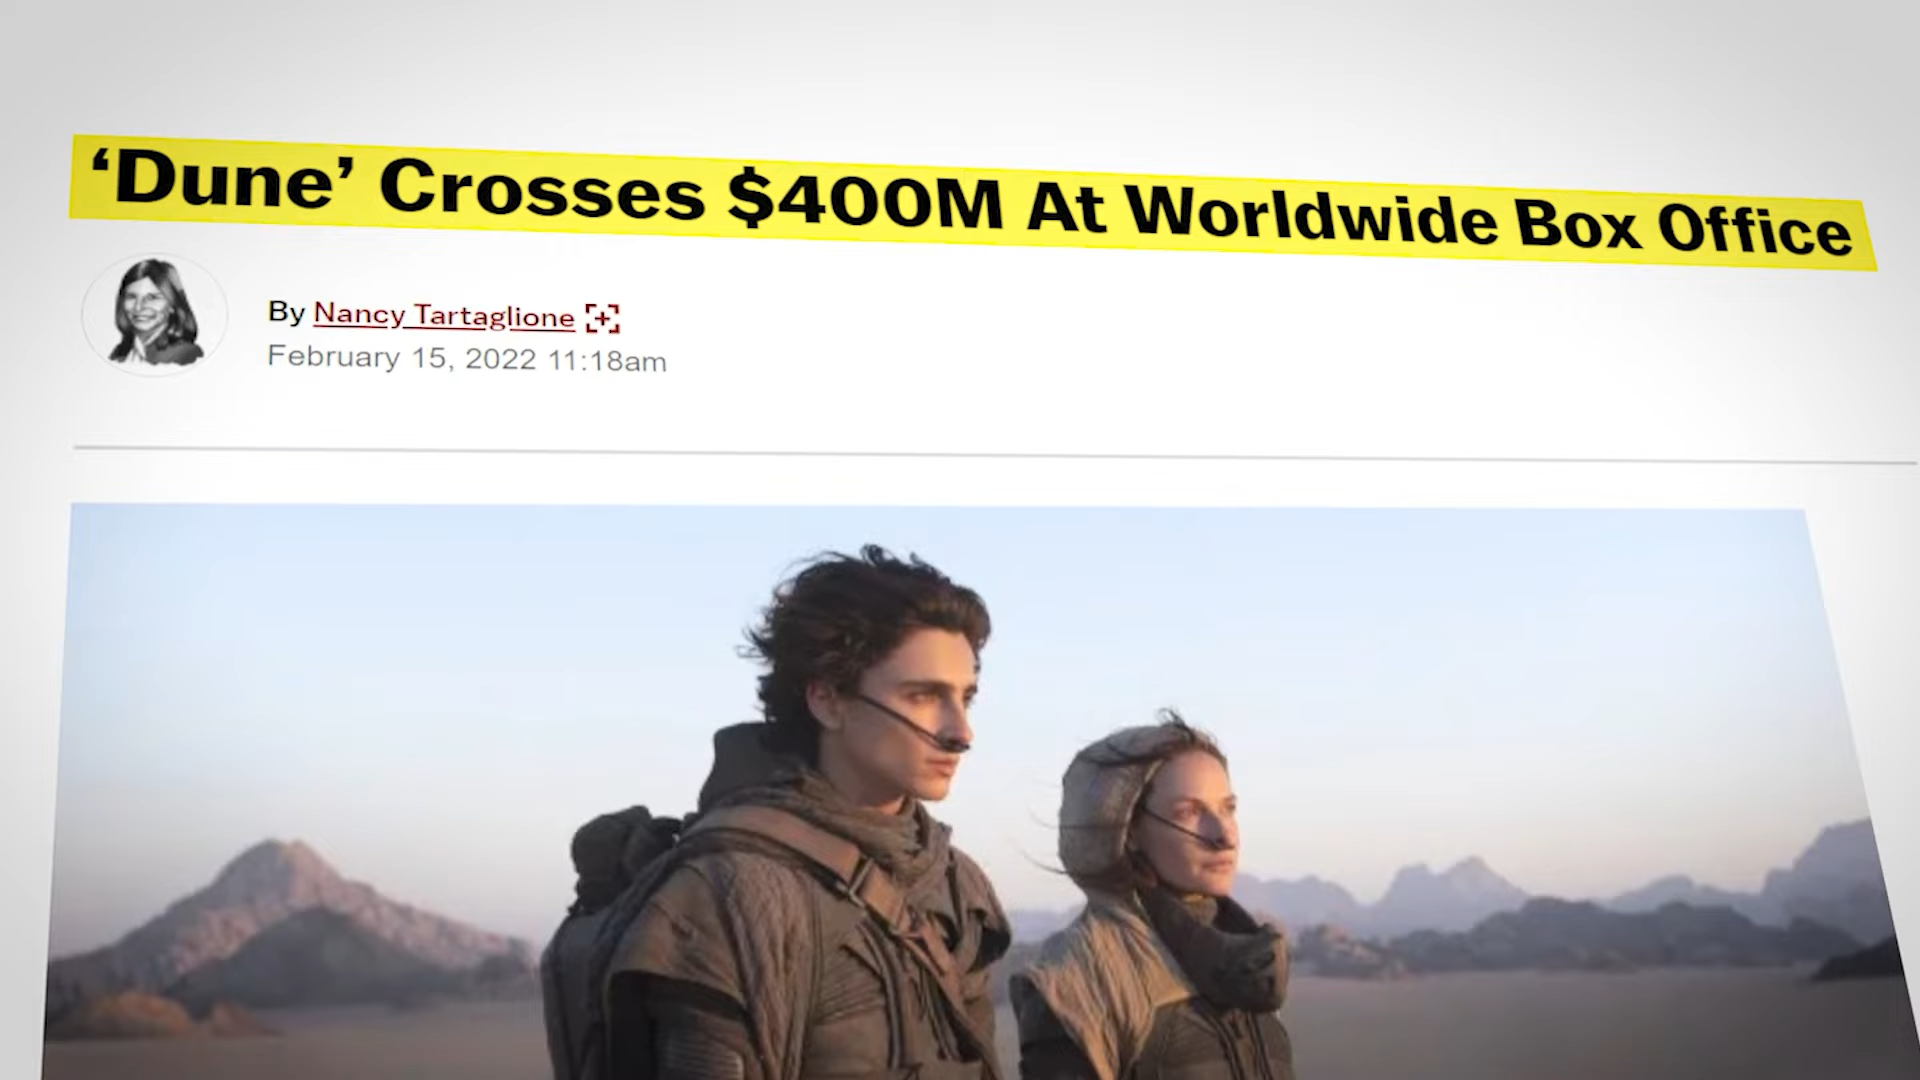 ‘Dune’ Crosses $400M At Worldwide Box Office
By Nancy Tartaglione
February 15, 2022 11:18am